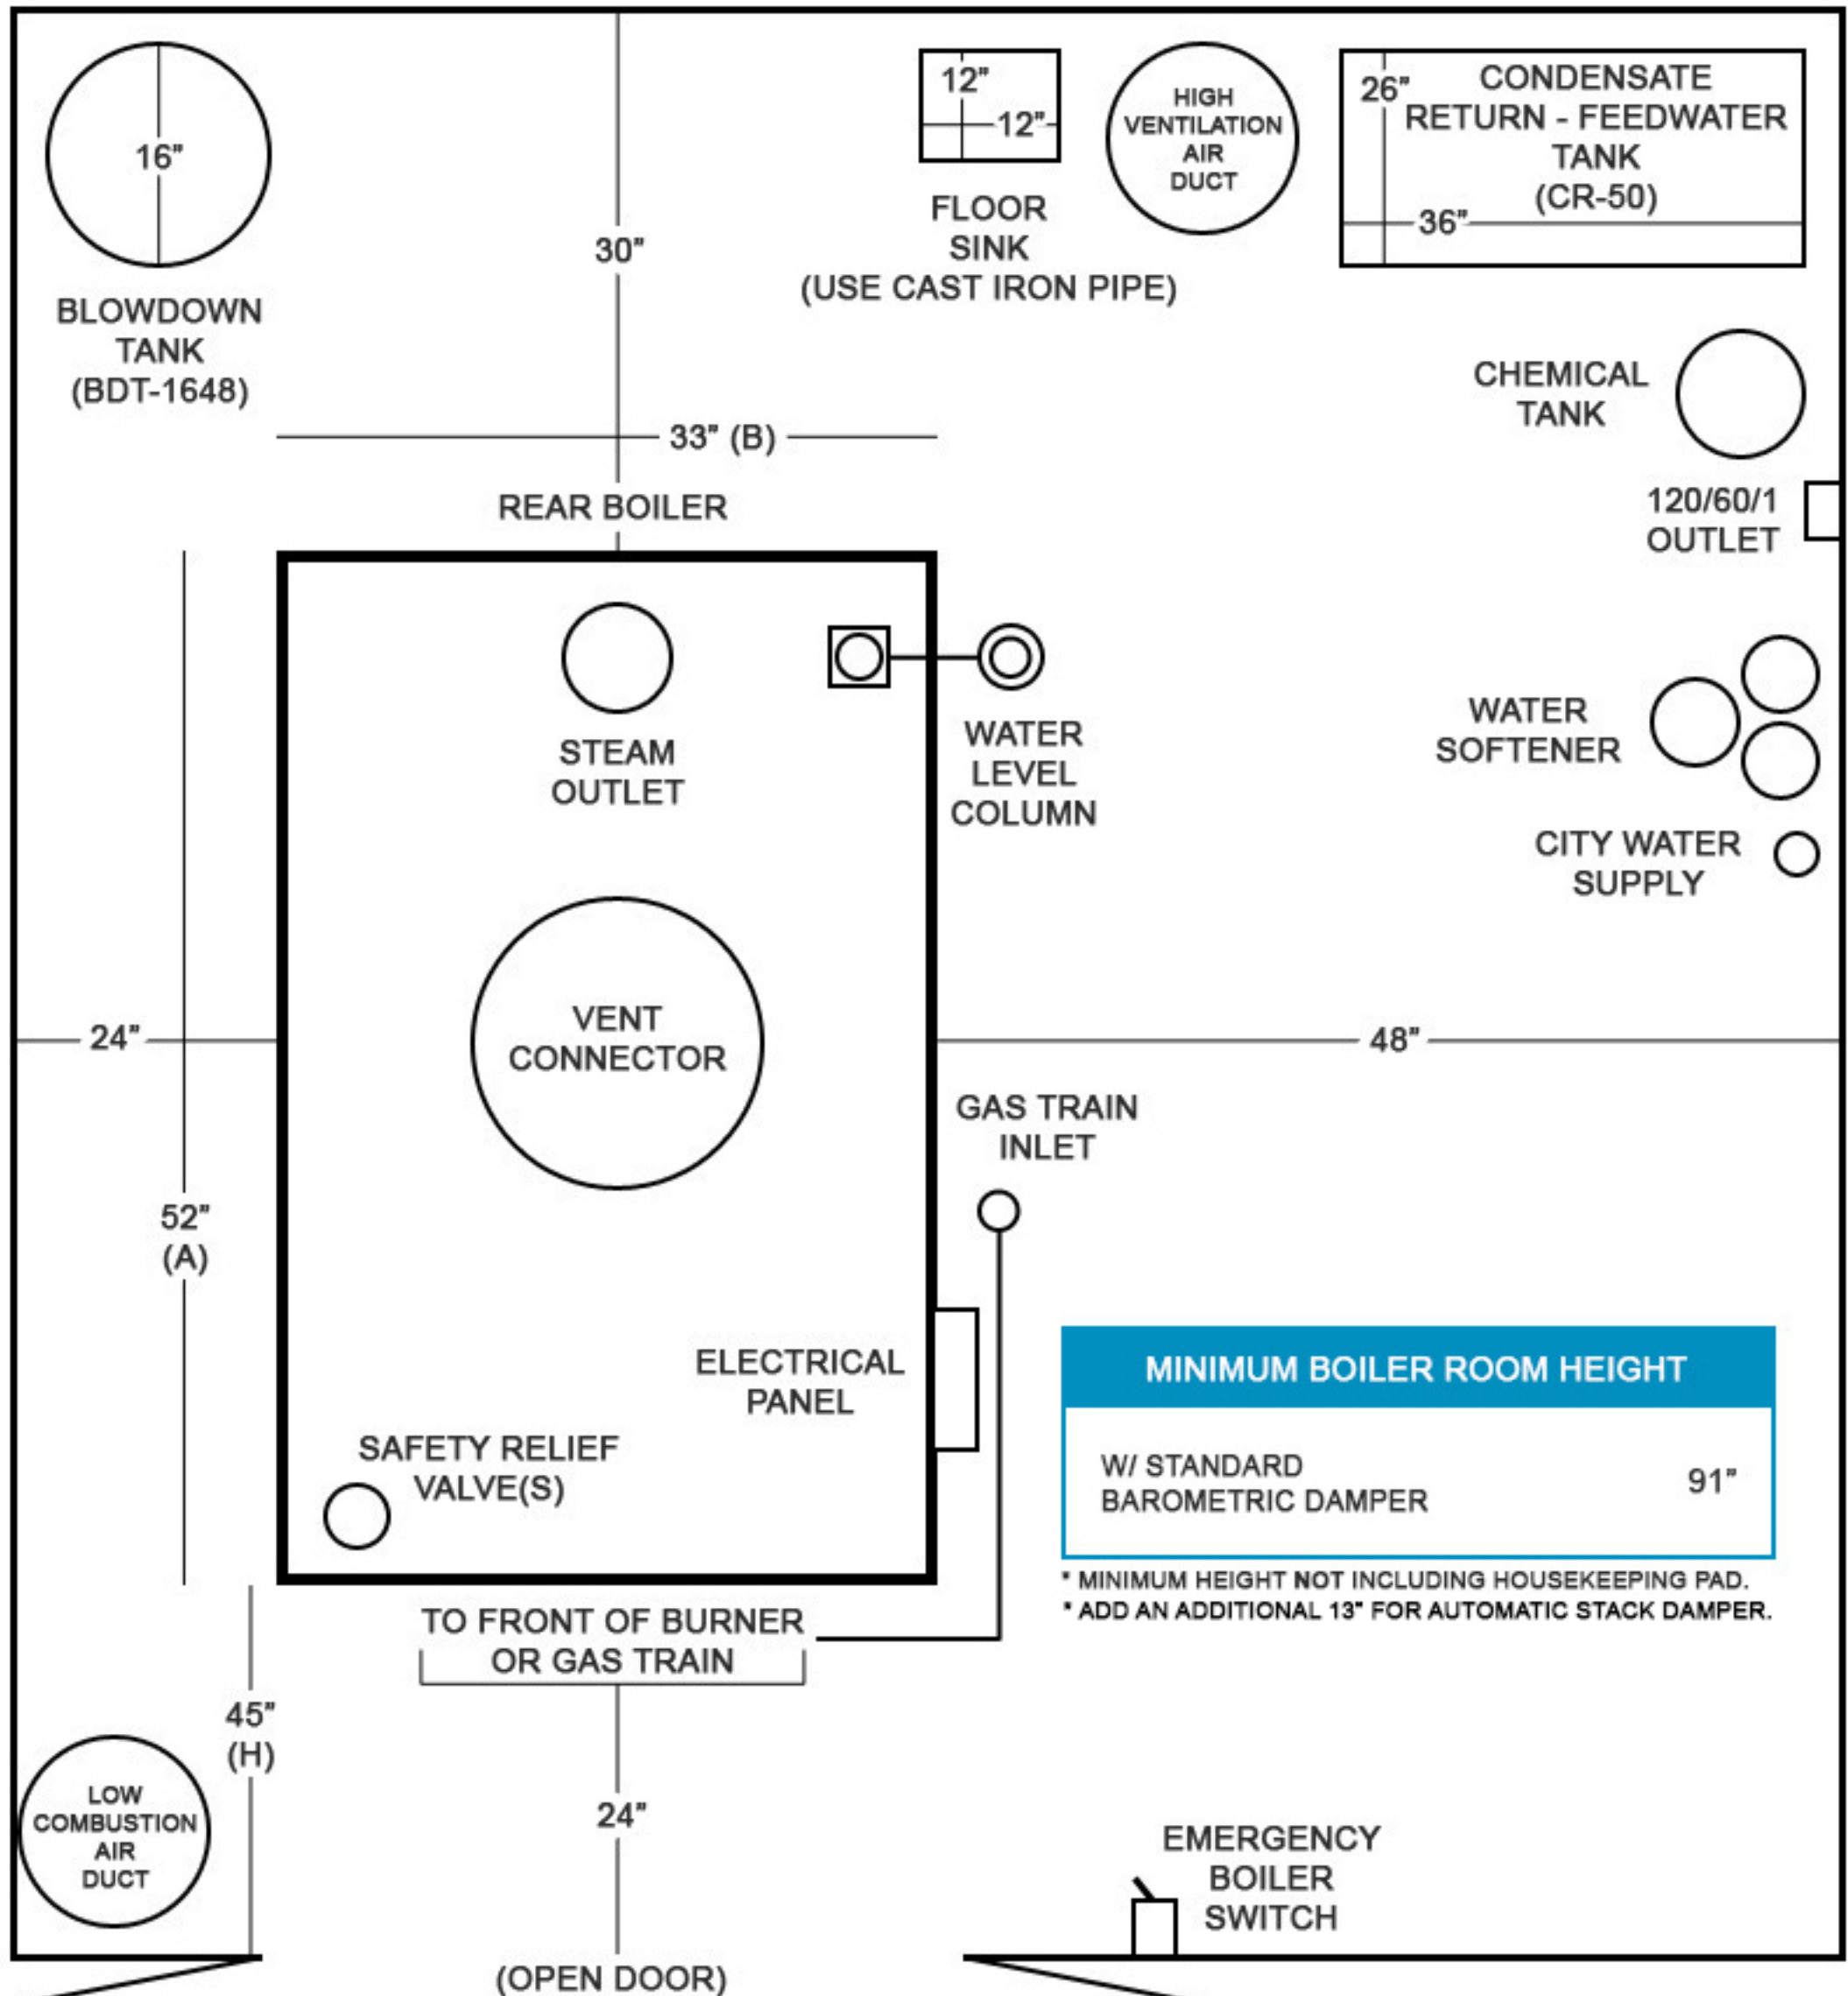 16”
BLOWDOWN
TANK
(BDT-1648)
30”
12”
12”
FLOOR
SINK
(USE CAST IRON PIPE)
HIGH
VENTILATION
AIR
DUCT
26”
CONDENSATE
RETURN - FEEDWATER
TANK
(CR-50)
36”
CHEMICAL
TANK
120/60/1
OUTLET
33” (B)
REAR BOILER
STEAM
OUTLET
WATER
LEVEL
COLUMN
WATER
SOFTENER
CITY WATER
SUPPLY
VENT
CONNECTOR
24”
48”
52”
(A)
GAS TRAIN
INLET
ELECTRICAL
PANEL
SAFETY RELIEF
VALVE(S)
MINIMUM BOILER ROOM HEIGHT
W/ STANDARD
BAROMETRIC DAMPER
91”
* MINIMUM HEIGHT NOT INCLUDING HOUSEKEEPING PAD.
* ADD AN ADDITIONAL 13” FOR AUTOMATIC STACK DAMPER.
TO FRONT OF BURNER
OR GAS TRAIN
45”
(H)
24”
LOW
COMBUSTION
AIR
DUCT
EMERGENCY
BOILER
SWITCH
(OPEN DOOR)